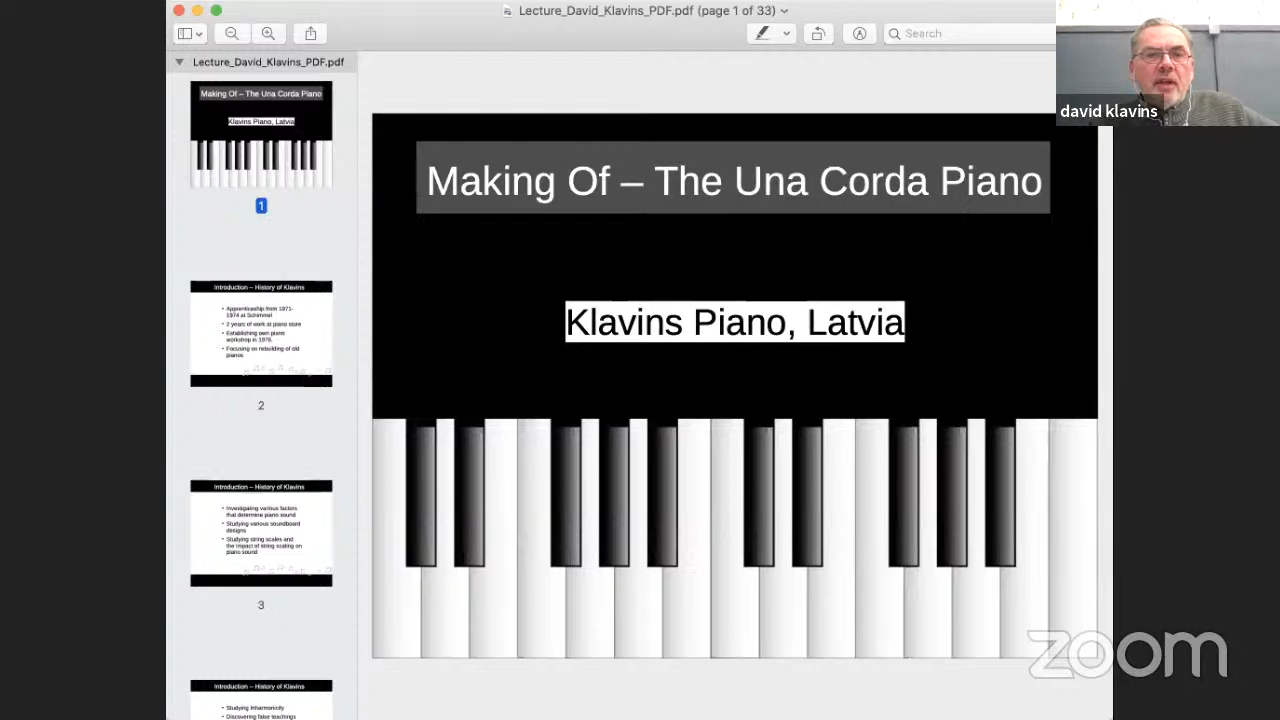 Lecture_David_Klavins_PDF.pdf (page 1 of 33)
Search
Lecture_David_Klavins_PDF.pdf
Making Of – The Una Corda Piano
Klavins Piano, Latvia
1
Introduction – History of Klavins
• Apprenticeship from 1971-
1974 at Schimmel
• 2 years of work at piano store
• Establishing own piano
workshop in 1976.
• Focusing on rebuilding of old
pianos
2
Introduction – History of Klavins
• Investigating various factors
that determine piano sound
• Studying various soundboard
designs
• Studying string scales and
the impact of string scaling on
piano sound
3
Introduction – History of Klavins
• Studying Inharmonicity
• Discovering false teachings
Making Of – The Una Corda Piano
Klavins Piano, Latvia
david klavins
zoom